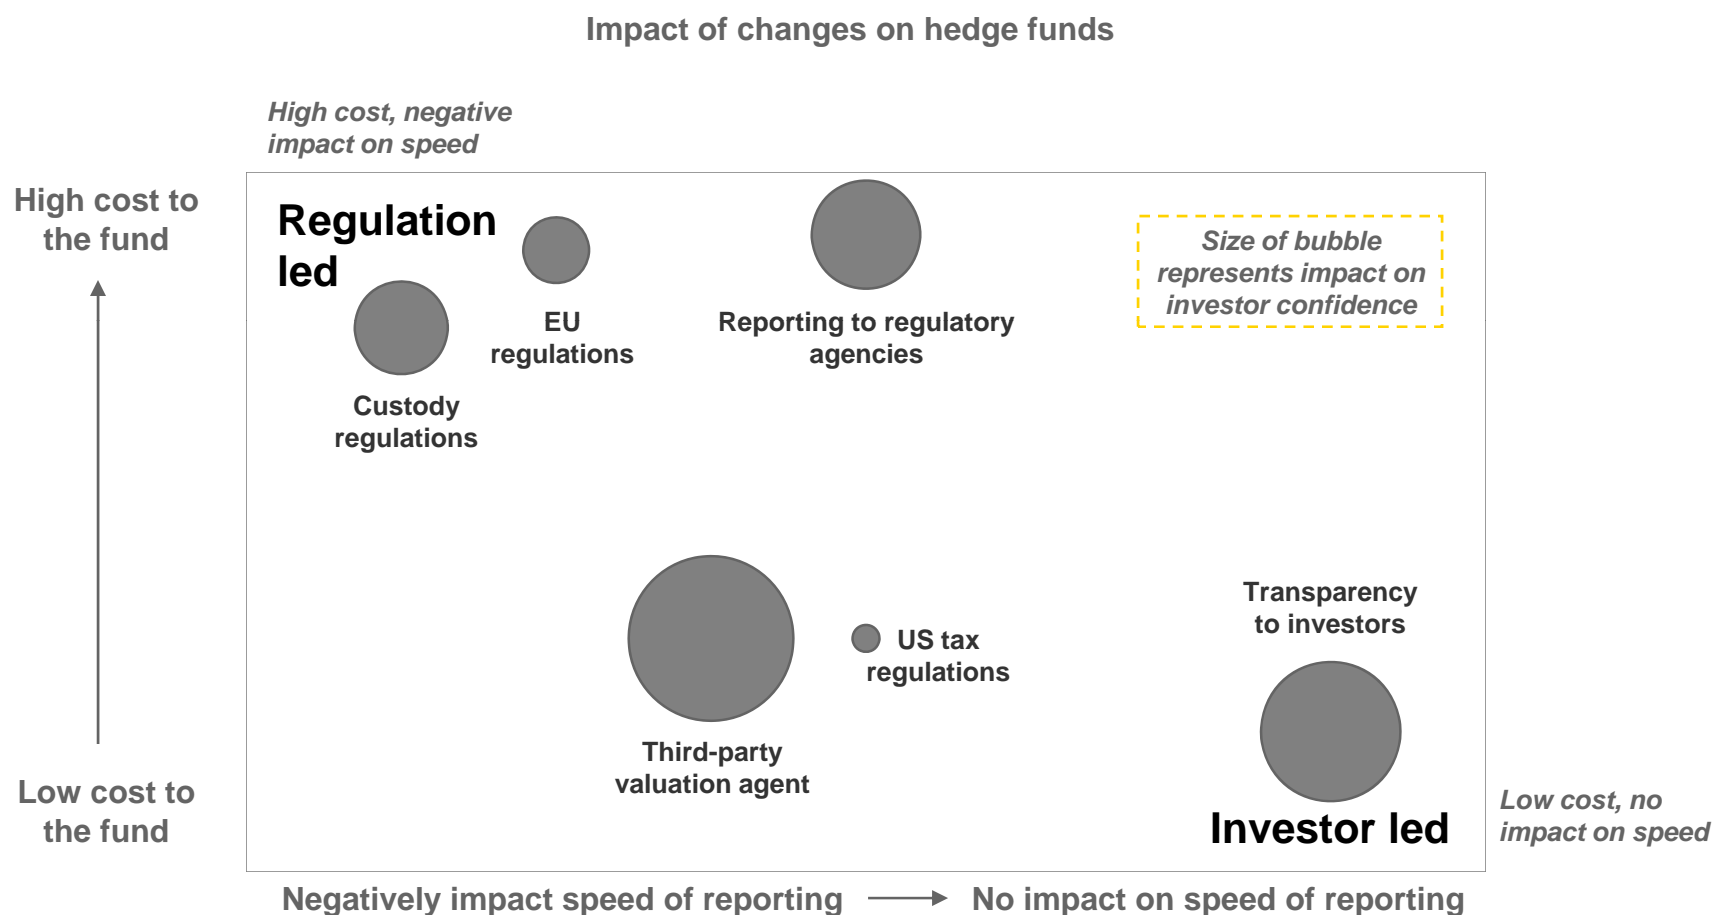 Impact of changes on hedge funds
High cost, negative
impact on speed
High cost to
the fund
Regulation
led
Size of bubble
represents impact on
investor confidence
EU
regulations
Reporting to regulatory
agencies
Custody
regulations
Transparency
to investors
US tax
regulations
Third-party
valuation agent
Low cost to
the fund
Investor led
Low cost, no
impact on speed
Negatively impact speed of reporting
No impact on speed of reporting